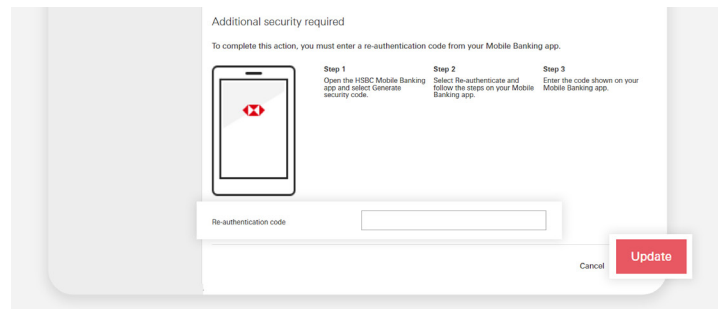 Additional security required
To complete this action, you must enter a re-authentication code from your Mobile Banking app.
Step 1
Open the HSBC Mobile Banking
app and select Generate
security code.
Step 2
Select Re-authenticate and
follow the steps on your Mobile
Banking app.
Step 3
Enter the code shown on your
Mobile Banking app.
Re-authentication code
Cancel
Update